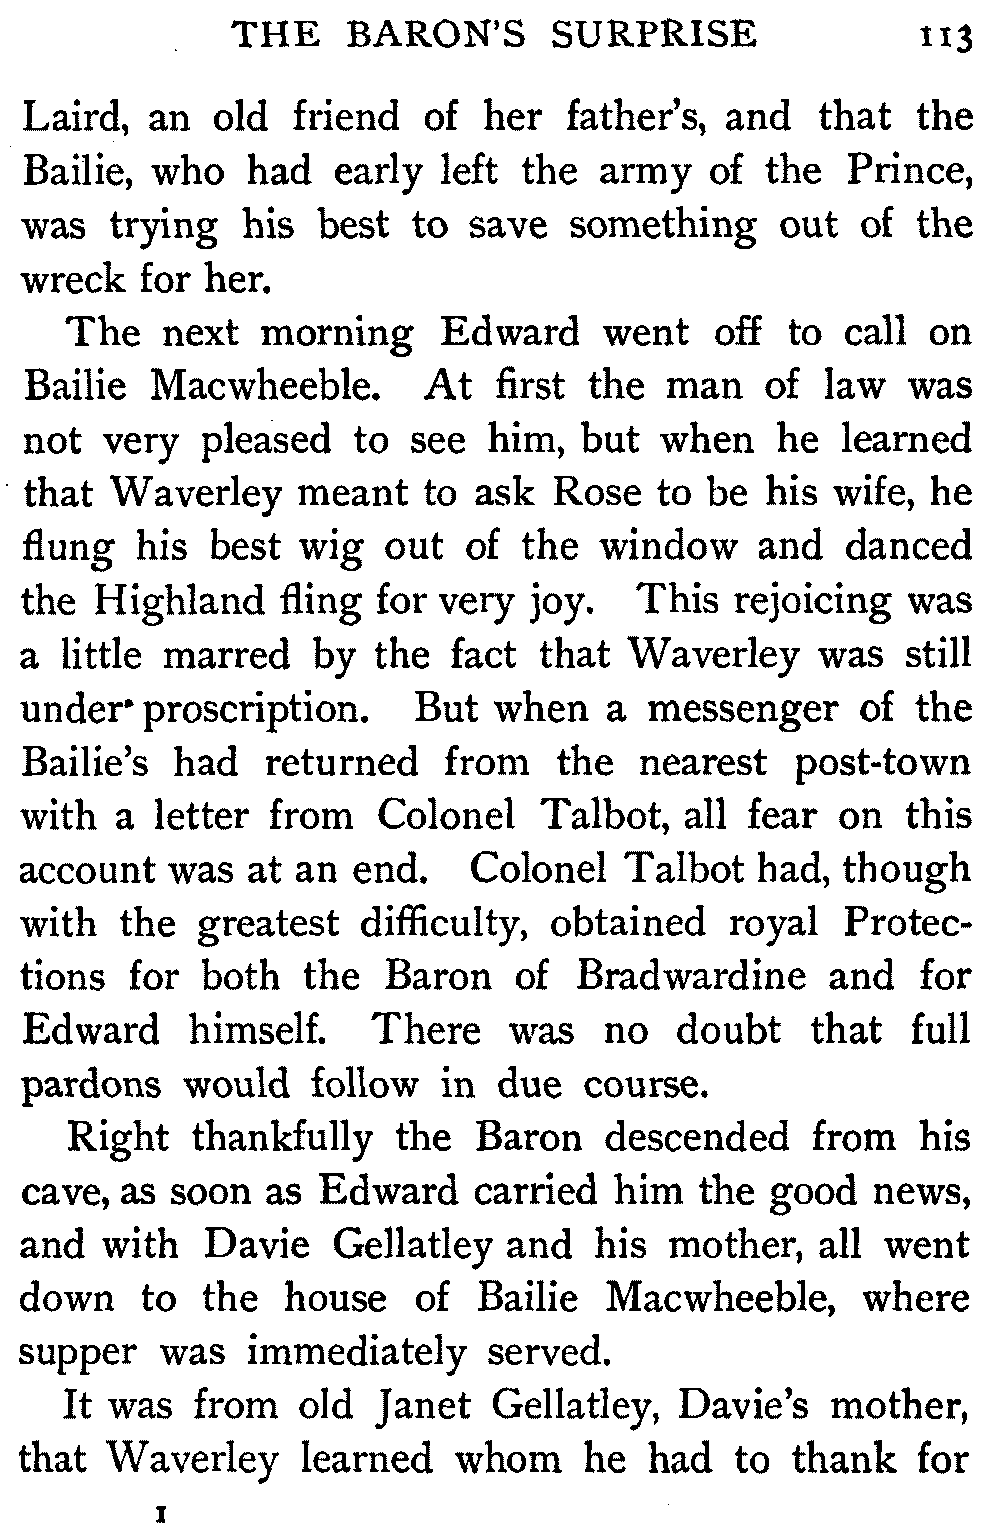 THE BARON'S SURPRISE 113
Laird, an old friend of her father's, and that the
Bailie, who had early left the army of the Prince,
was trying his best to save something out of the
wreck for her.
The next morning Edward went off to call on
Bailie Macwheeble. At first the man of law was
not very pleased to see him, but when he learned
that Waverley meant to ask Rose to be his wife, he
flung his best wig out of the window and danced
the Highland fling for very joy. This rejoicing was
a little marred by the fact that Waverley was still
under proscription. But when a messenger of the
Bailie's had returned from the nearest post-town
with a letter from Colonel Talbot, all fear on this
account was at an end. Colonel Talbot had, though
with the greatest difficulty, obtained royal Protec-
tions for both the Baron of Bradwardine and for
Edward himself. There was no doubt that full
pardons would follow in due course.
Right thankfully the Baron descended from his
cave, as soon as Edward carried him the good news,
and with Davie Gellatley and his mother, all went
down to the house of Bailie Macwheeble, where
supper was immediately served.
It was from old Janet Gellatley, Davie's mother,
that Waverley learned whom he had to thank for
I